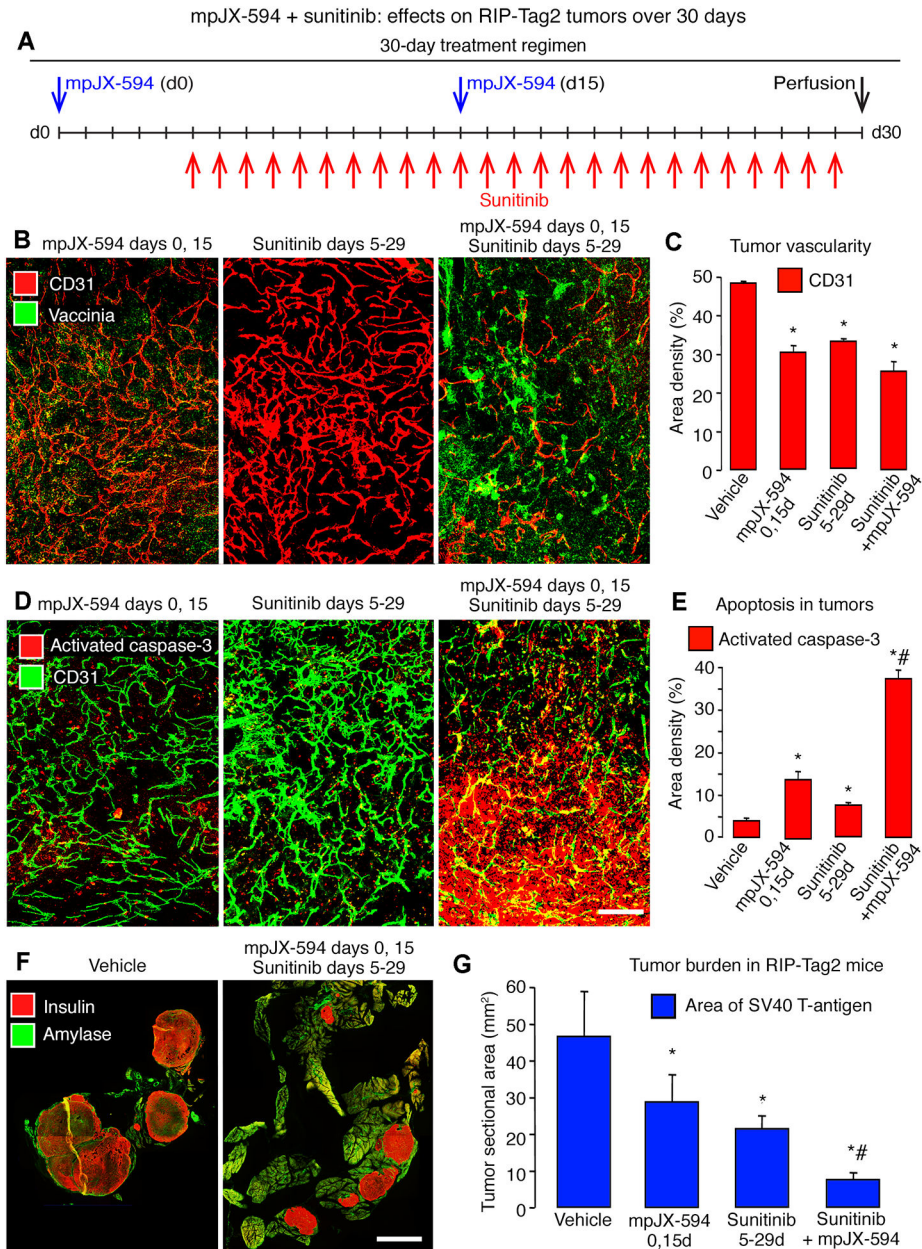 mpJX-594 + sunitinib: effects on RIP-Tag2 tumors over 30 days
A
30-day treatment regimen
mpJX-594 (d0)
mpJX-594 (d15)
Perfusion
d0
d30
Sunitinib
B
mpJX-594 days 0, 15
Sunitinib days 5-29
mpJX-594 days 0, 15
Sunitinib days 5-29
CD31
Vaccinia
C
Tumor vascularity
CD31
Area density (%)
50
40
30
20
10
0
*
*
*
Vehicle
mpJX-594
0,15d
Sunitinib
5-29d
Sunitinib
+mpJX-594
D
mpJX-594 days 0, 15
Sunitinib days 5-29
mpJX-594 days 0, 15
Sunitinib days 5-29
Activated caspase-3
CD31
E
Apoptosis in tumors
Activated caspase-3
Area density (%)
40
30
20
10
0
*
*
*#
Vehicle
mpJX-594
0,15d
Sunitinib
5-29d
Sunitinib
+mpJX-594
F
Vehicle
mpJX-594 days 0, 15
Sunitinib days 5-29
Insulin
Amylase
G
Tumor burden in RIP-Tag2 mice
Area of SV40 T-antigen
Tumor sectional area (mm²)
60
50
40
30
20
10
0
*
*
*#
Vehicle
mpJX-594
0,15d
Sunitinib
5-29d
Sunitinib
+ mpJX-594